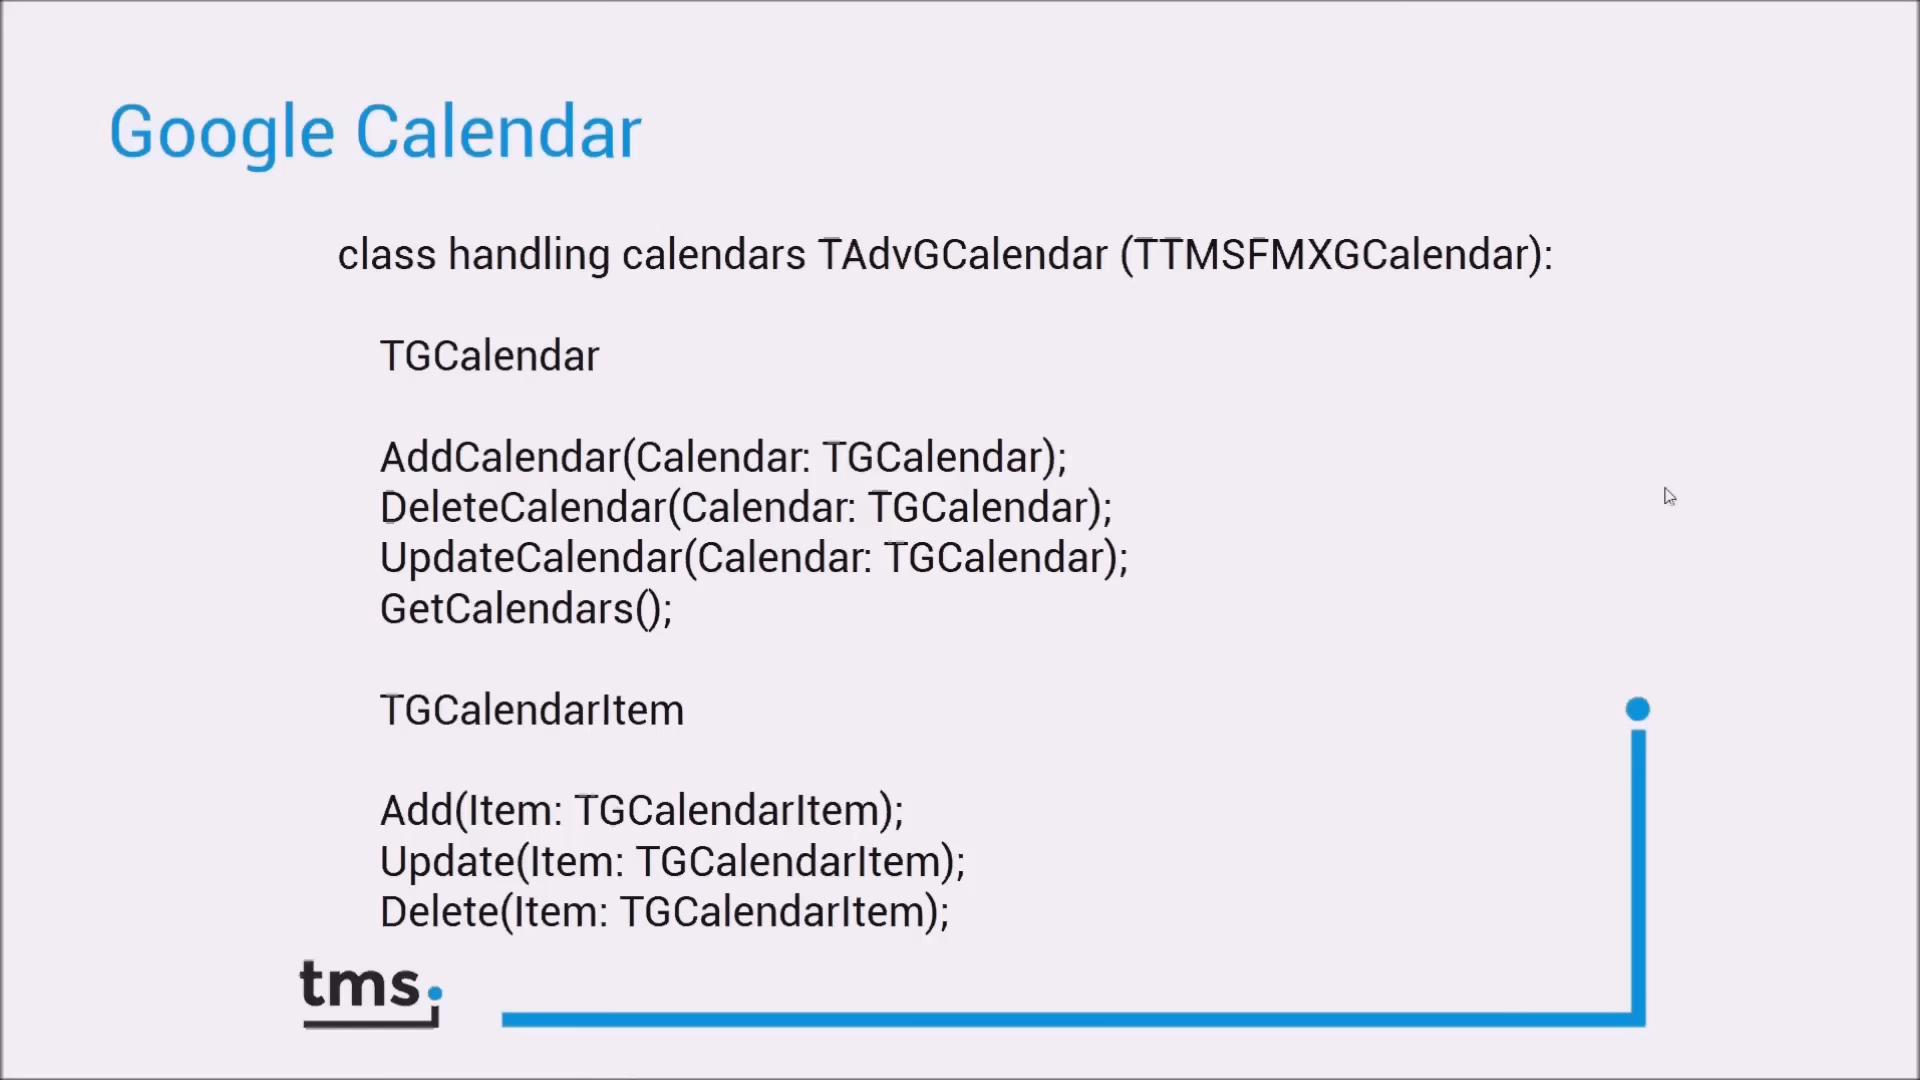 Google Calendar
class handling calendars TAdvGCalendar (TTMSFMXGCalendar):
TGCalendar
AddCalendar(Calendar: TGCalendar);
DeleteCalendar(Calendar: TGCalendar);
UpdateCalendar(Calendar: TGCalendar);
GetCalendars();
TGCalendarItem
Add(Item: TGCalendarItem);
Update(Item: TGCalendarItem);
Delete(Item: TGCalendarItem);
tms